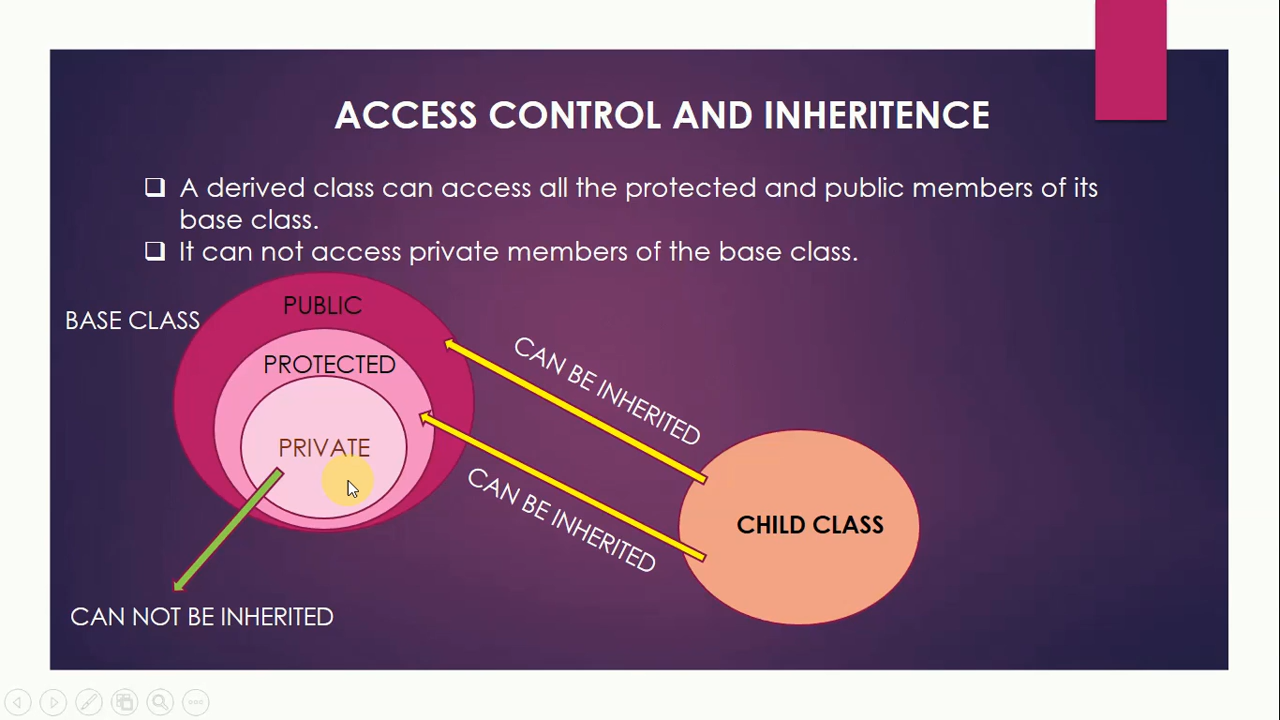 ACCESS CONTROL AND INHERITENCE
A derived class can access all the protected and public members of its
base class.
It can not access private members of the base class.
BASE CLASS
PUBLIC
PROTECTED
PRIVATE
CAN BE INHERITED
CAN BE INHERITED
CHILD CLASS
CAN NOT BE INHERITED